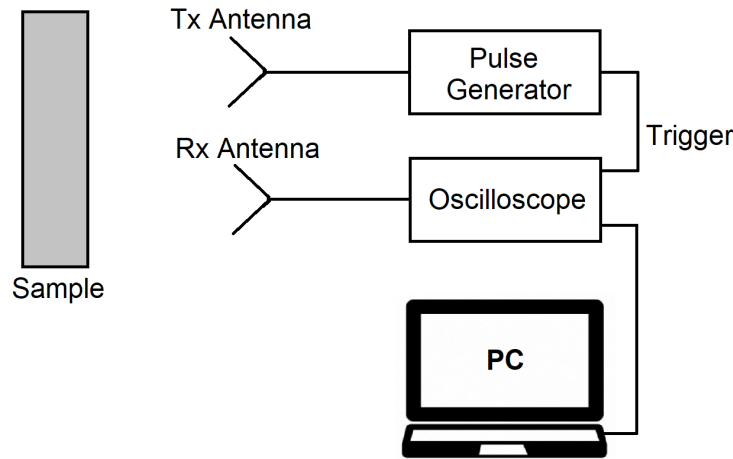 Tx Antenna
Pulse
Generator
Trigger
Rx Antenna
Oscilloscope
Sample
PC